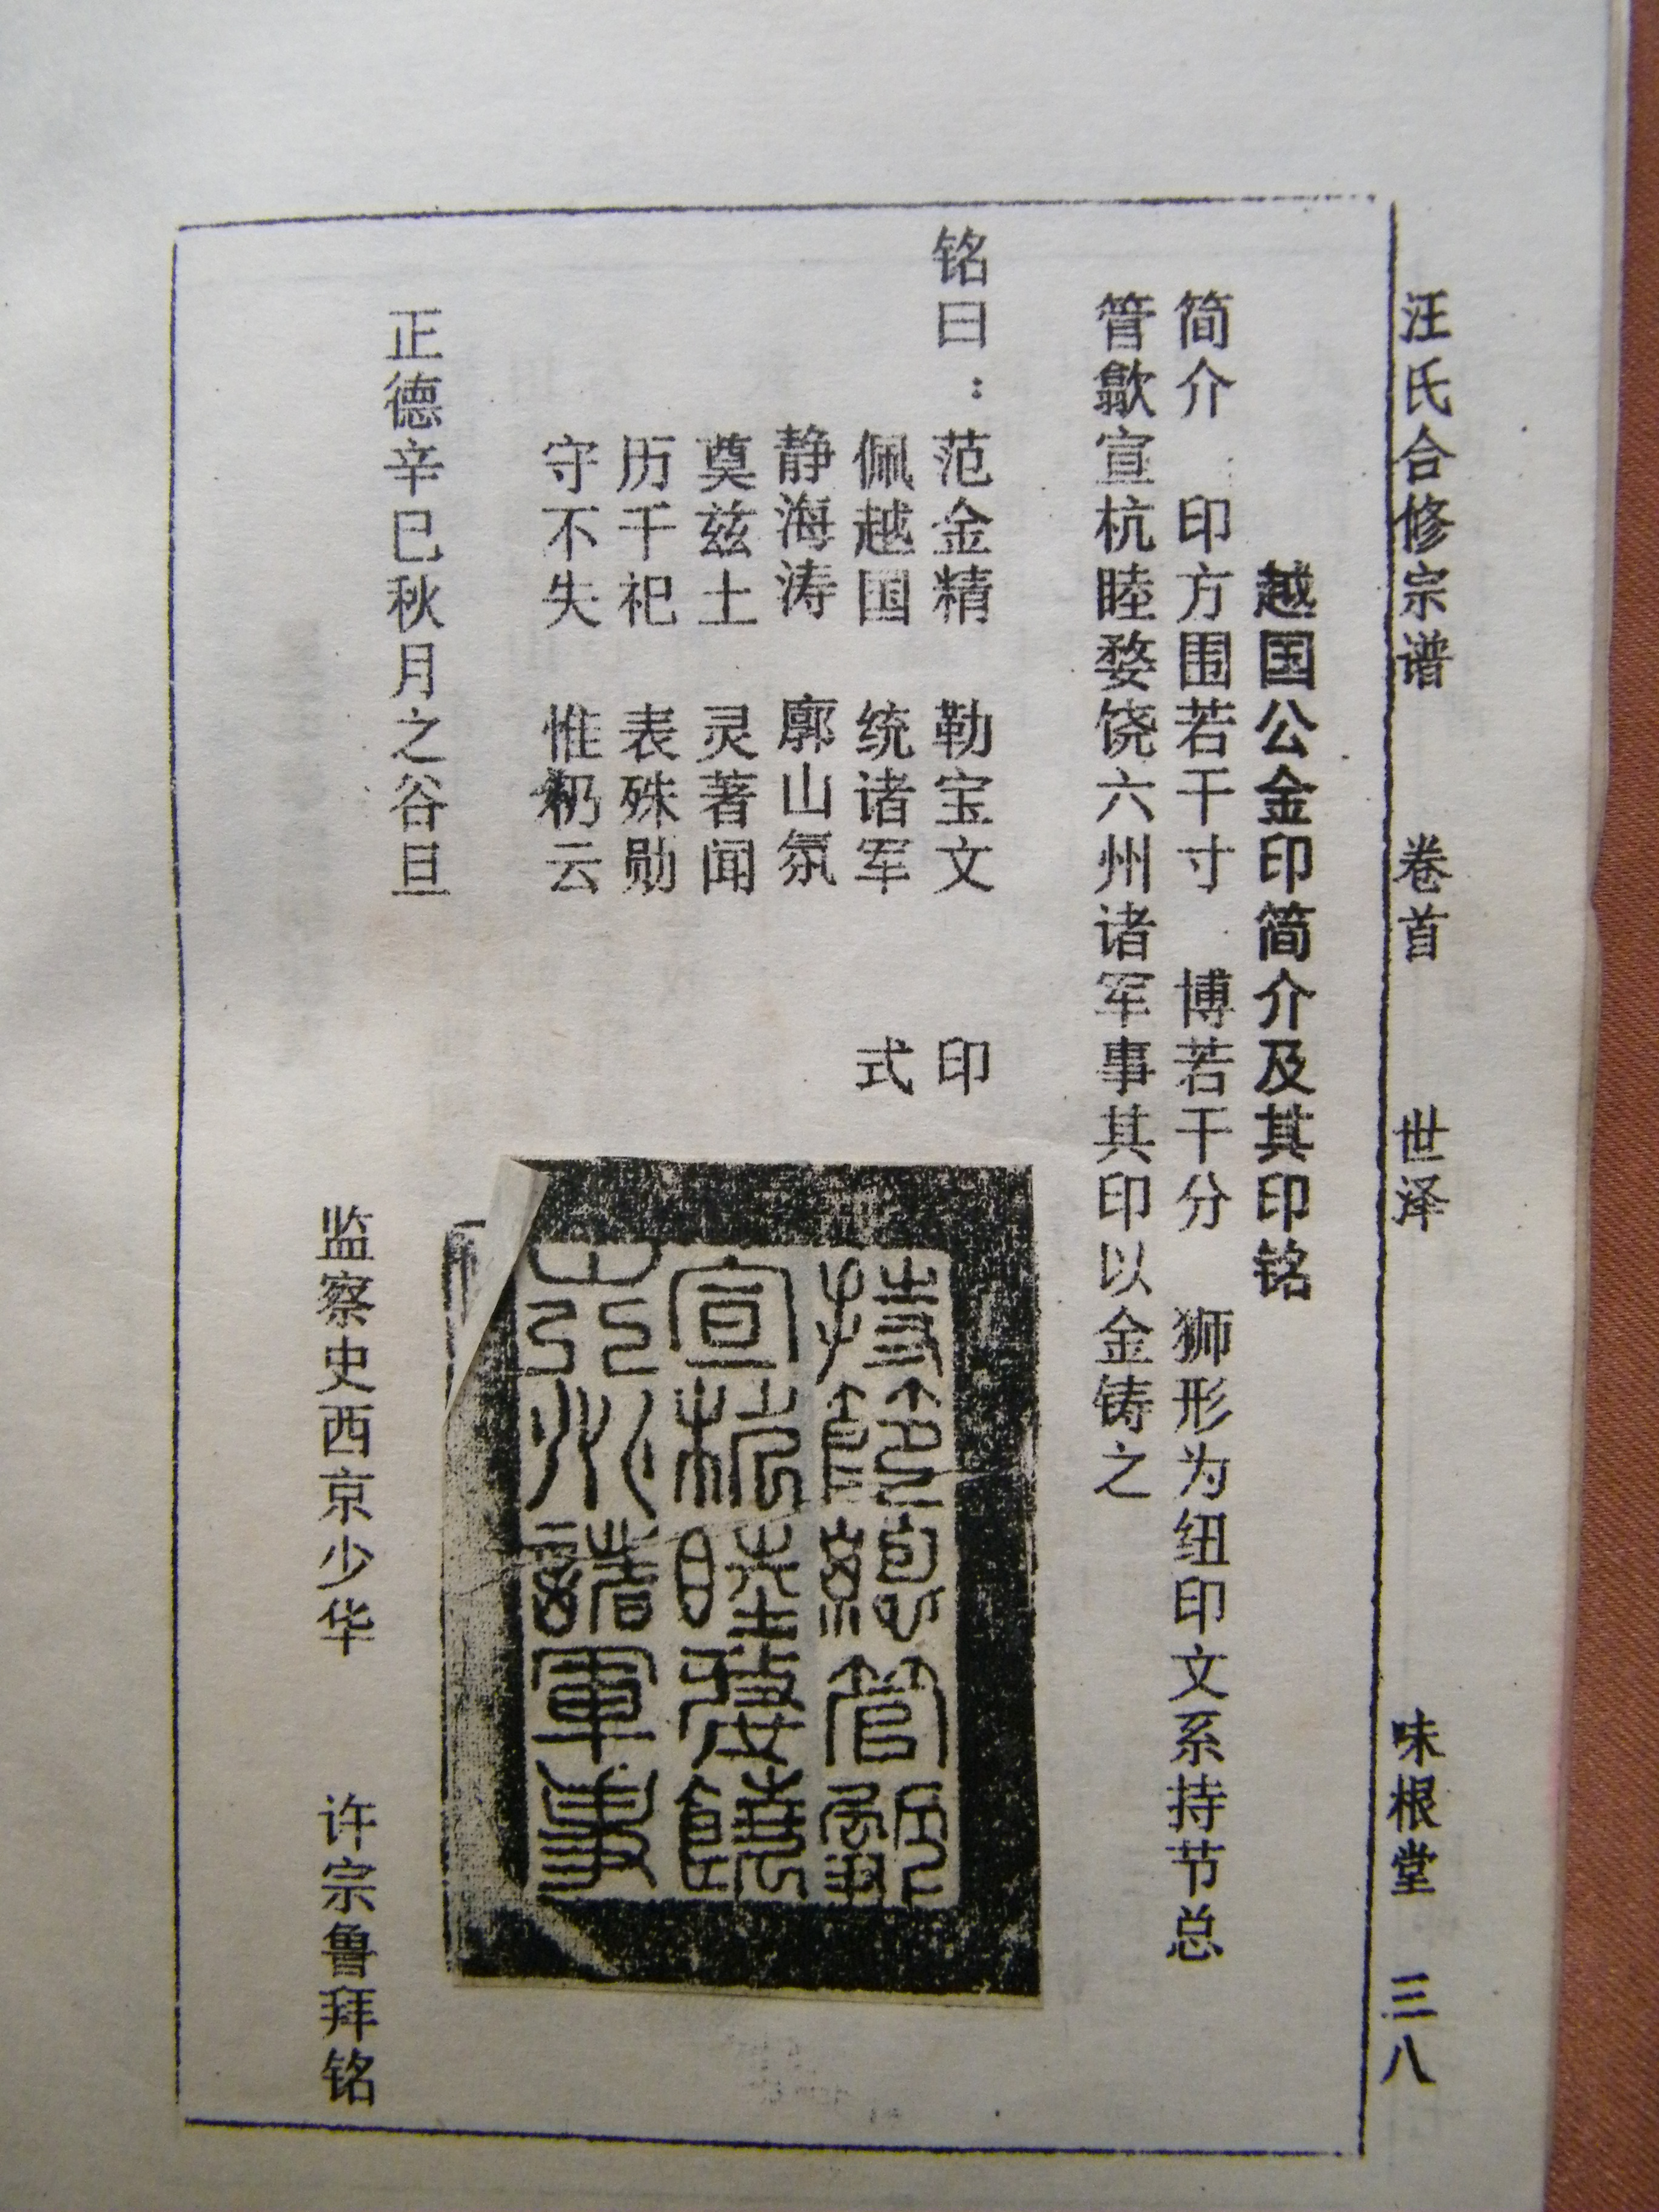 汪氏合修宗谱 卷首 世泽 味根堂 三八
越国公金印简介及其印铭
简介 印方围若干寸 博若干分 狮形为纽印文系持节总
管歙宣杭睦婺饶六州诸军事其印以金铸之
铭曰：范金精 勒宝文 印
佩越国 统诸军 式
静海涛 廓山氛
奠兹土 灵著闻
历千祀 表殊勋
守不失 惟礽云
持節緫管歙
宣杭睦婺饒
六州諸軍事
正德辛巳秋月之谷旦
监察史西京少华 许宗鲁拜铭